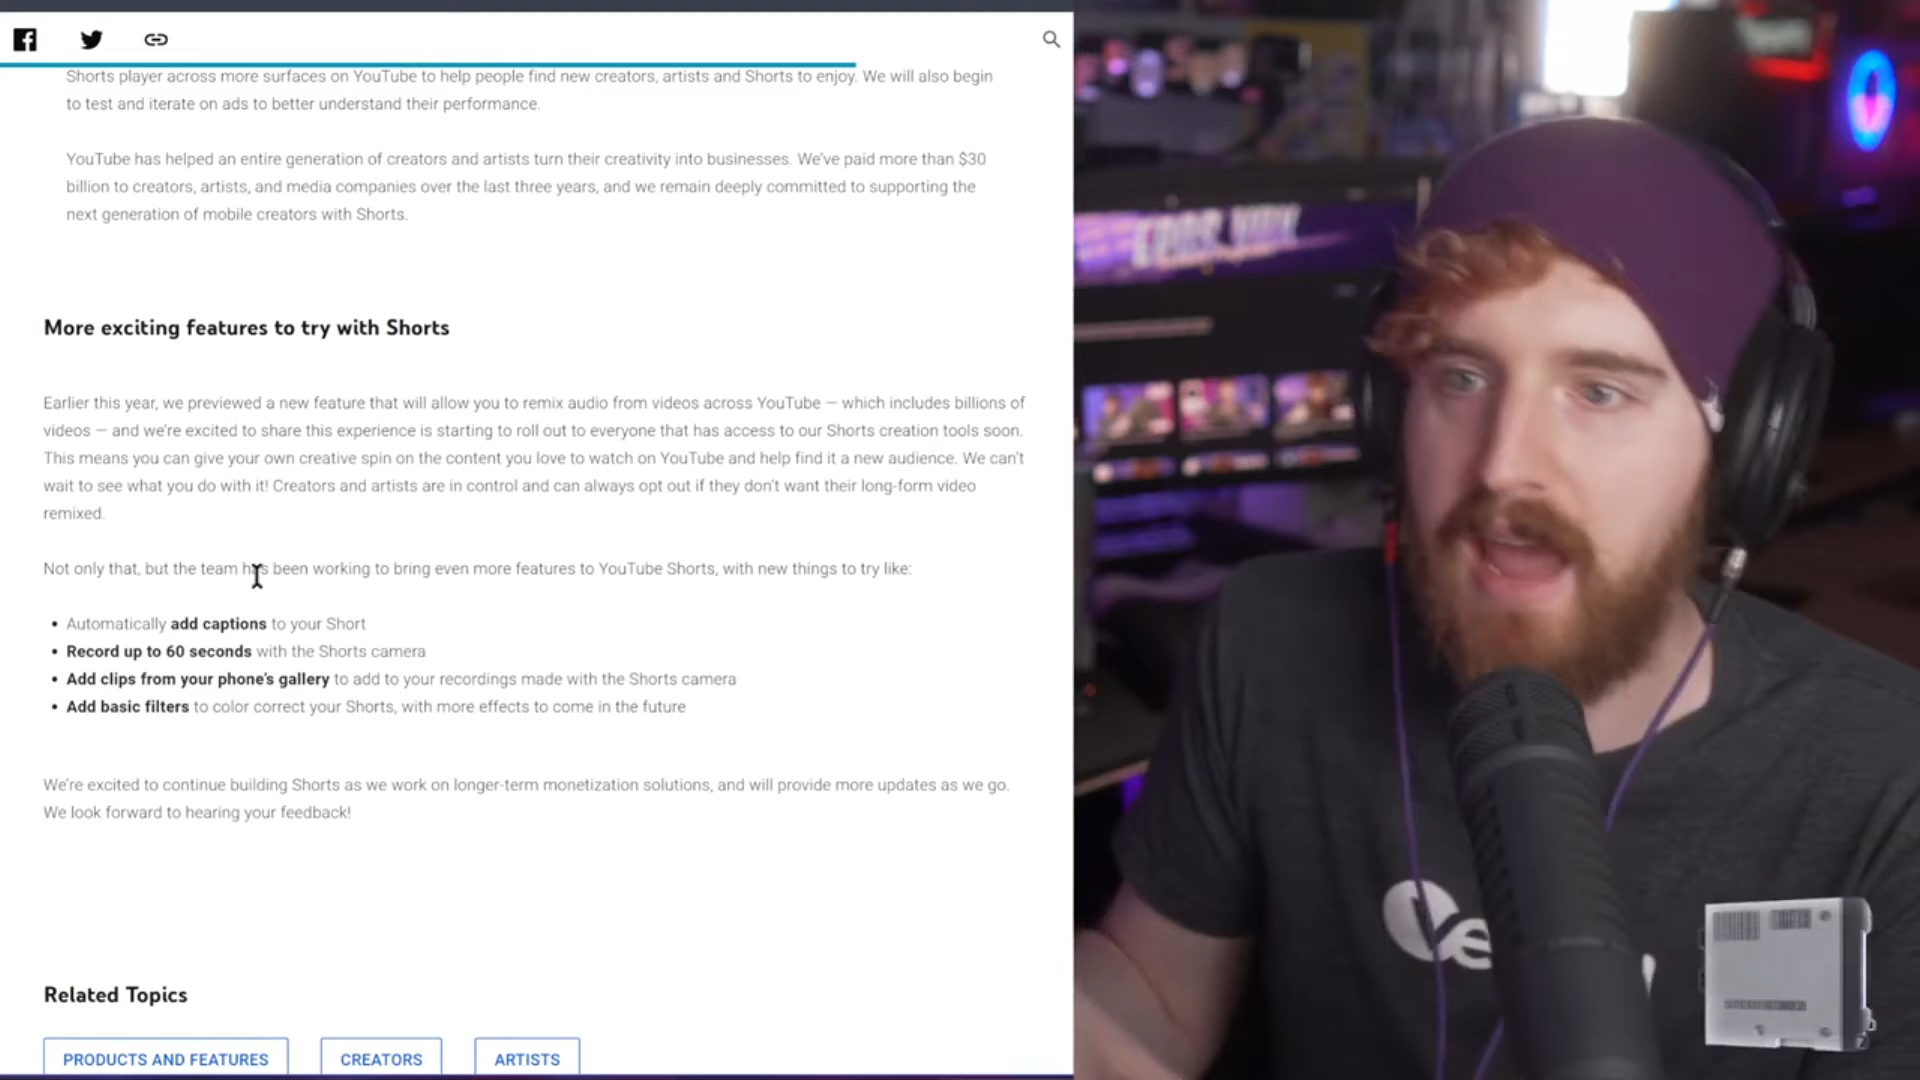 Shorts player across more surfaces on YouTube to help people find new creators, artists and Shorts to enjoy. We will also begin
to test and iterate on ads to better understand their performance.
YouTube has helped an entire generation of creators and artists turn their creativity into businesses. We've paid more than $30
billion to creators, artists, and media companies over the last three years, and we remain deeply committed to supporting the
next generation of mobile creators with Shorts.
More exciting features to try with Shorts
Earlier this year, we previewed a new feature that will allow you to remix audio from videos across YouTube — which includes billions of
videos — and we're excited to share this experience is starting to roll out to everyone that has access to our Shorts creation tools soon.
This means you can give your own creative spin on the content you love to watch on YouTube and help find it a new audience. We can't
wait to see what you do with it! Creators and artists are in control and can always opt out if they don't want their long-form video
remixed.
Not only that, but the team has been working to bring even more features to YouTube Shorts, with new things to try like:
• Automatically add captions to your Short
• Record up to 60 seconds with the Shorts camera
• Add clips from your phone's gallery to add to your recordings made with the Shorts camera
• Add basic filters to color correct your Shorts, with more effects to come in the future
We're excited to continue building Shorts as we work on longer-term monetization solutions, and will provide more updates as we go.
We look forward to hearing your feedback!
Related Topics
PRODUCTS AND FEATURES
CREATORS
ARTISTS